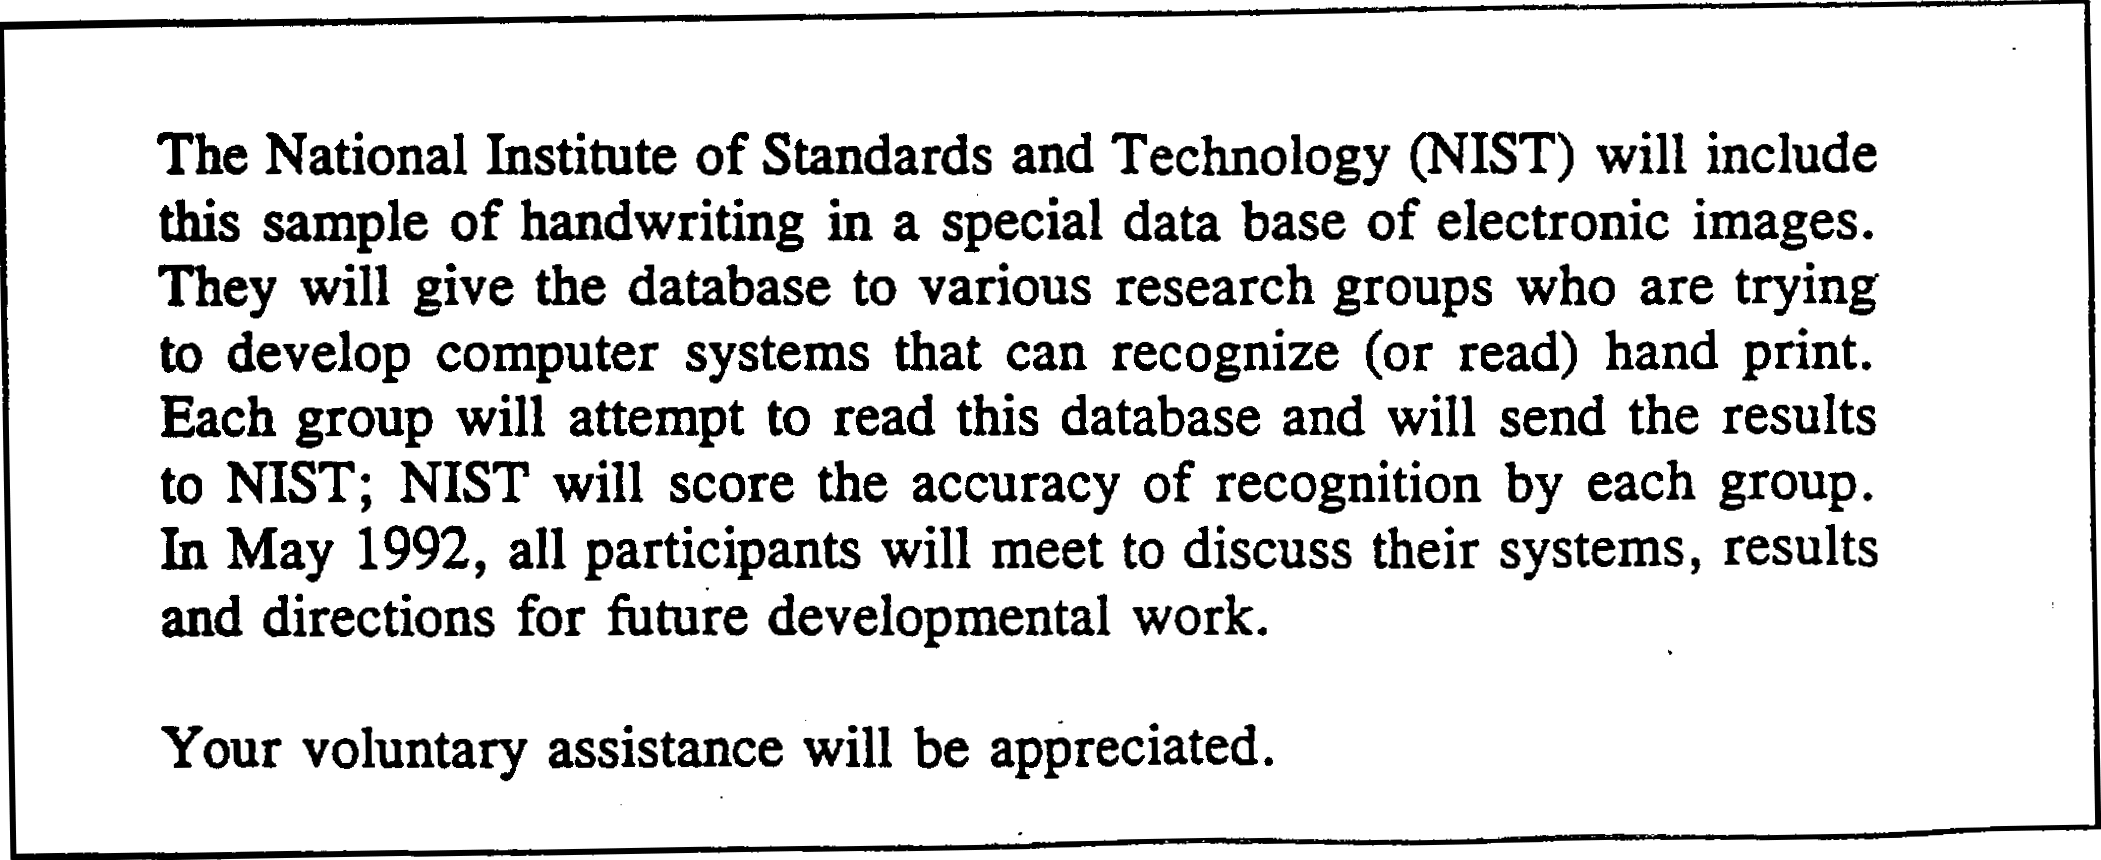 The National Institute of Standards and Technology (NIST) will include
this sample of handwriting in a special data base of electronic images.
They will give the database to various research groups who are trying
to develop computer systems that can recognize (or read) hand print.
Each group will attempt to read this database and will send the results
to NIST; NIST will score the accuracy of recognition by each group.
In May 1992, all participants will meet to discuss their systems, results
and directions for future developmental work.
Your voluntary assistance will be appreciated.